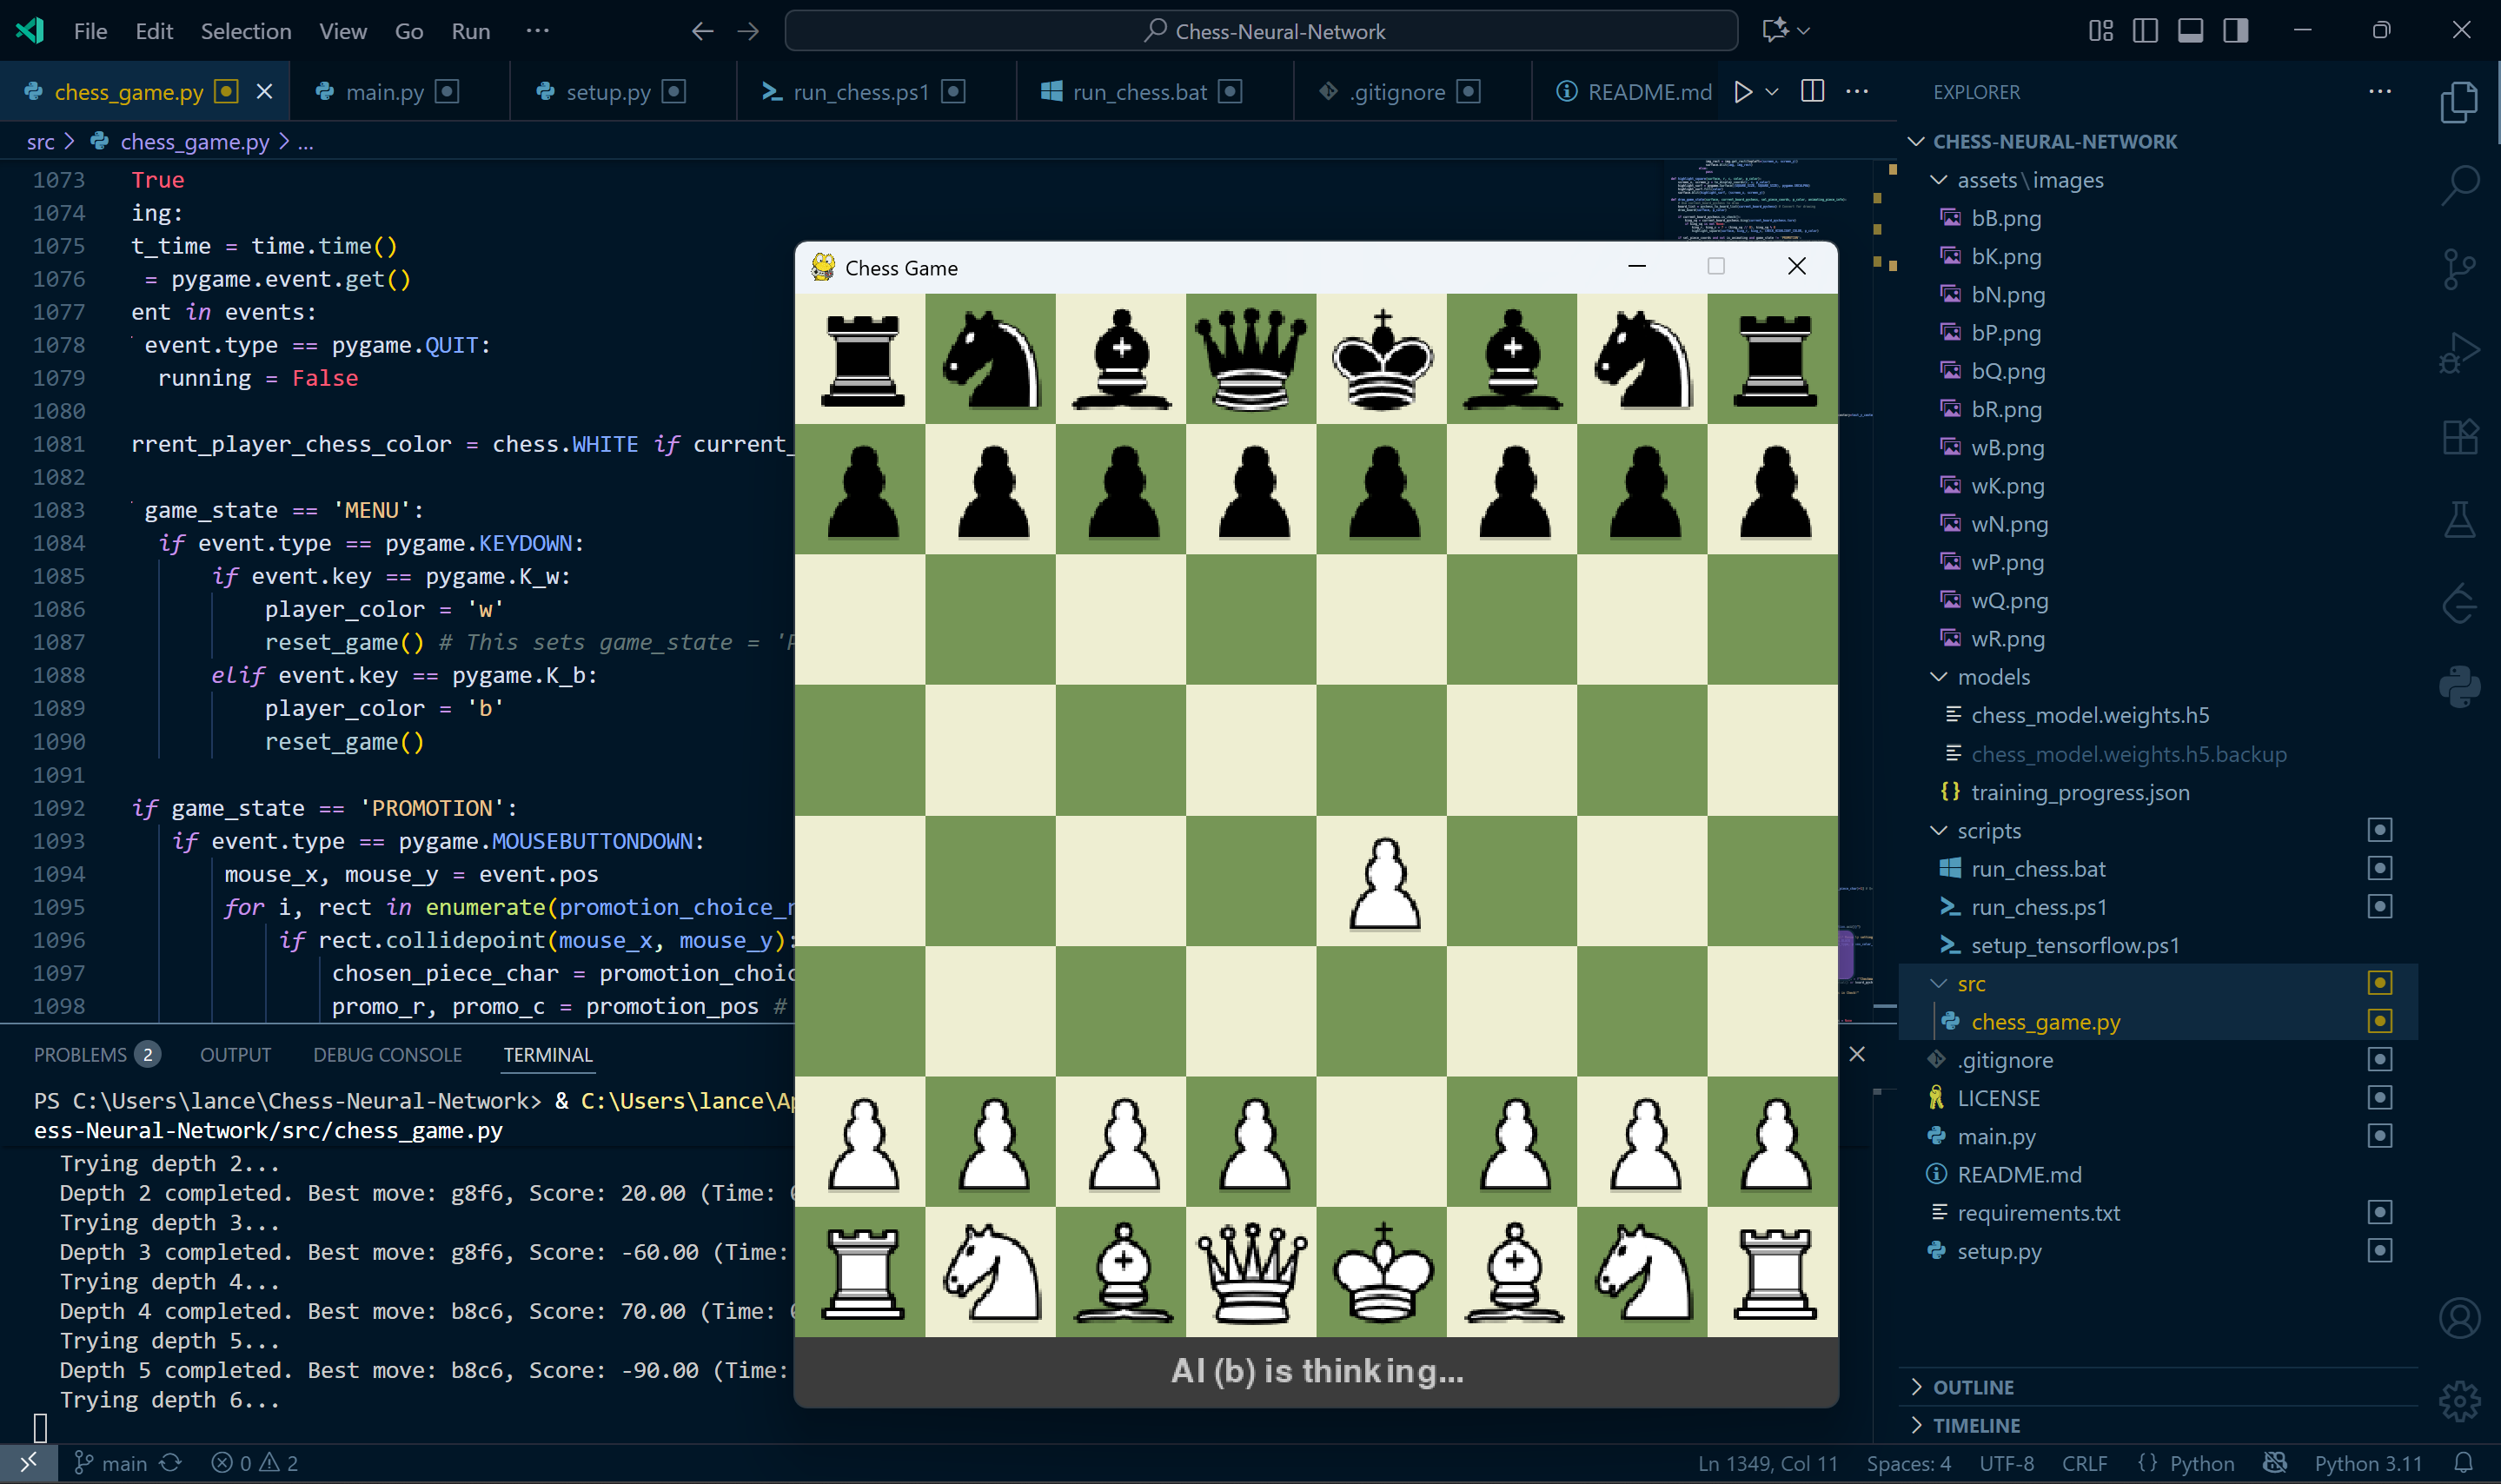 File Edit Selection View Go Run ...
Chess-Neural-Network
chess_game.py main.py setup.py run_chess.ps1 run_chess.bat .gitignore README.md
src > chess_game.py > ...
1073 True
1074 ing:
1075 t_time = time.time()
1076 = pygame.event.get()
1077 ent in events:
1078 event.type == pygame.QUIT:
1079 running = False
1080
1081 rrent_player_chess_color = chess.WHITE if current_
1082
1083 game_state == 'MENU':
1084 if event.type == pygame.KEYDOWN:
1085 if event.key == pygame.K_w:
1086 player_color = 'w'
1087 reset_game() # This sets game_state = 'P
1088 elif event.key == pygame.K_b:
1089 player_color = 'b'
1090 reset_game()
1091
1092 if game_state == 'PROMOTION':
1093 if event.type == pygame.MOUSEBUTTONDOWN:
1094 mouse_x, mouse_y = event.pos
1095 for i, rect in enumerate(promotion_choice_r
1096 if rect.collidepoint(mouse_x, mouse_y):
1097 chosen_piece_char = promotion_choic
1098 promo_r, promo_c = promotion_pos #
PROBLEMS 2 OUTPUT DEBUG CONSOLE TERMINAL
PS C:\Users\lance\Chess-Neural-Network> & C:\Users\lance\Ap
ess-Neural-Network/src/chess_game.py
Trying depth 2...
Depth 2 completed. Best move: g8f6, Score: 20.00 (Time: 0
Trying depth 3...
Depth 3 completed. Best move: g8f6, Score: -60.00 (Time:
Trying depth 4...
Depth 4 completed. Best move: b8c6, Score: 70.00 (Time: 0
Trying depth 5...
Depth 5 completed. Best move: b8c6, Score: -90.00 (Time:
Trying depth 6...
Chess Game
AI (b) is thinking...
EXPLORER
CHESS-NEURAL-NETWORK
assets\images
bB.png
bK.png
bN.png
bP.png
bQ.png
bR.png
wB.png
wK.png
wN.png
wP.png
wQ.png
wR.png
models
chess_model.weights.h5
chess_model.weights.h5.backup
training_progress.json
scripts
run_chess.bat
run_chess.ps1
setup_tensorflow.ps1
src
chess_game.py
.gitignore
LICENSE
main.py
README.md
requirements.txt
setup.py
OUTLINE
TIMELINE
main 0 2 Ln 1349, Col 11 Spaces: 4 UTF-8 CRLF {} Python Python 3.11